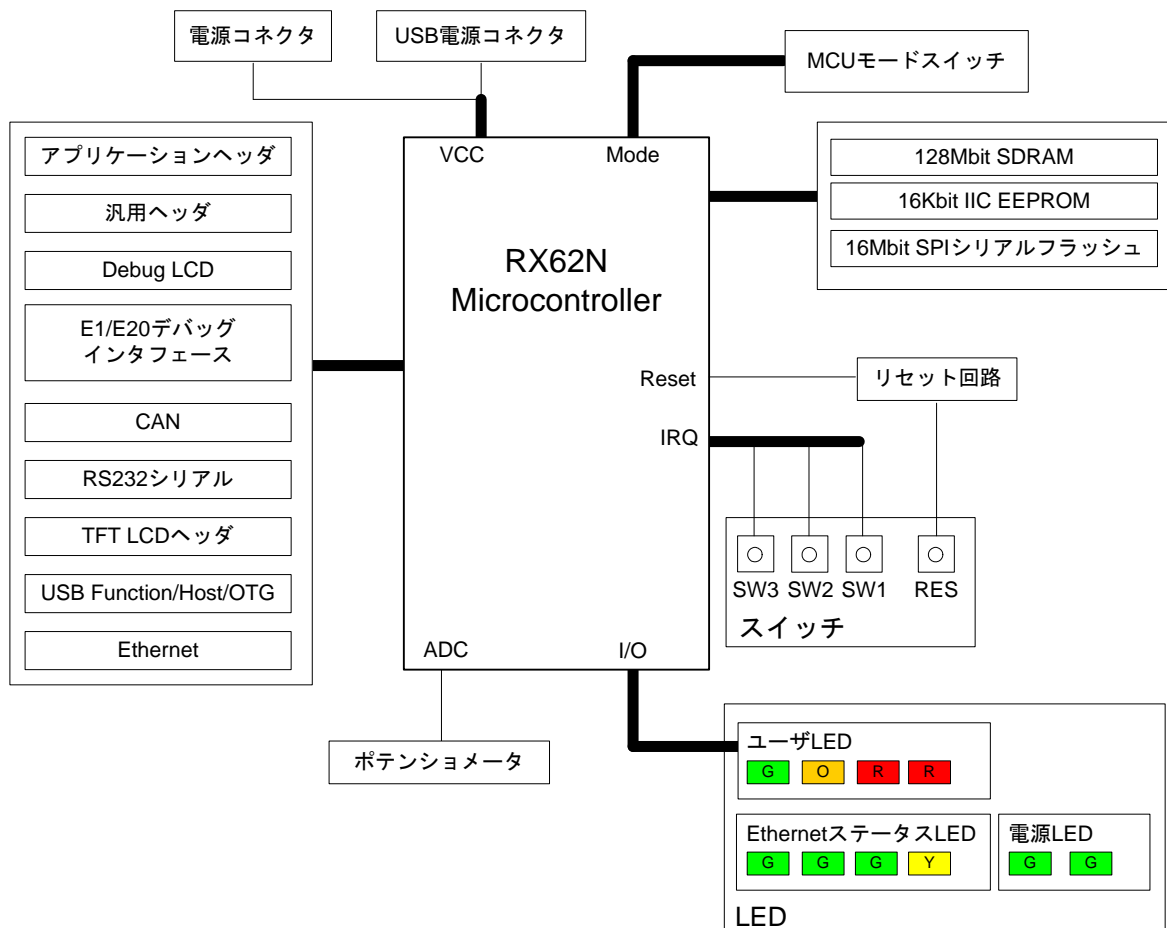 電源コネクタ
USB電源コネクタ
MCUモードスイッチ
アプリケーションヘッダ
汎用ヘッダ
Debug LCD
E1/E20デバッグ
インタフェース
CAN
RS232シリアル
TFT LCDヘッダ
USB Function/Host/OTG
Ethernet
VCC
Mode
RX62N
Microcontroller
Reset
IRQ
ADC
I/O
128Mbit SDRAM
16Kbit IIC EEPROM
16Mbit SPIシリアルフラッシュ
リセット回路
SW3 SW2 SW1 RES
スイッチ
ポテンショメータ
ユーザLED
G O R R
EthernetステータスLED
G G G Y
電源LED
G G
LED